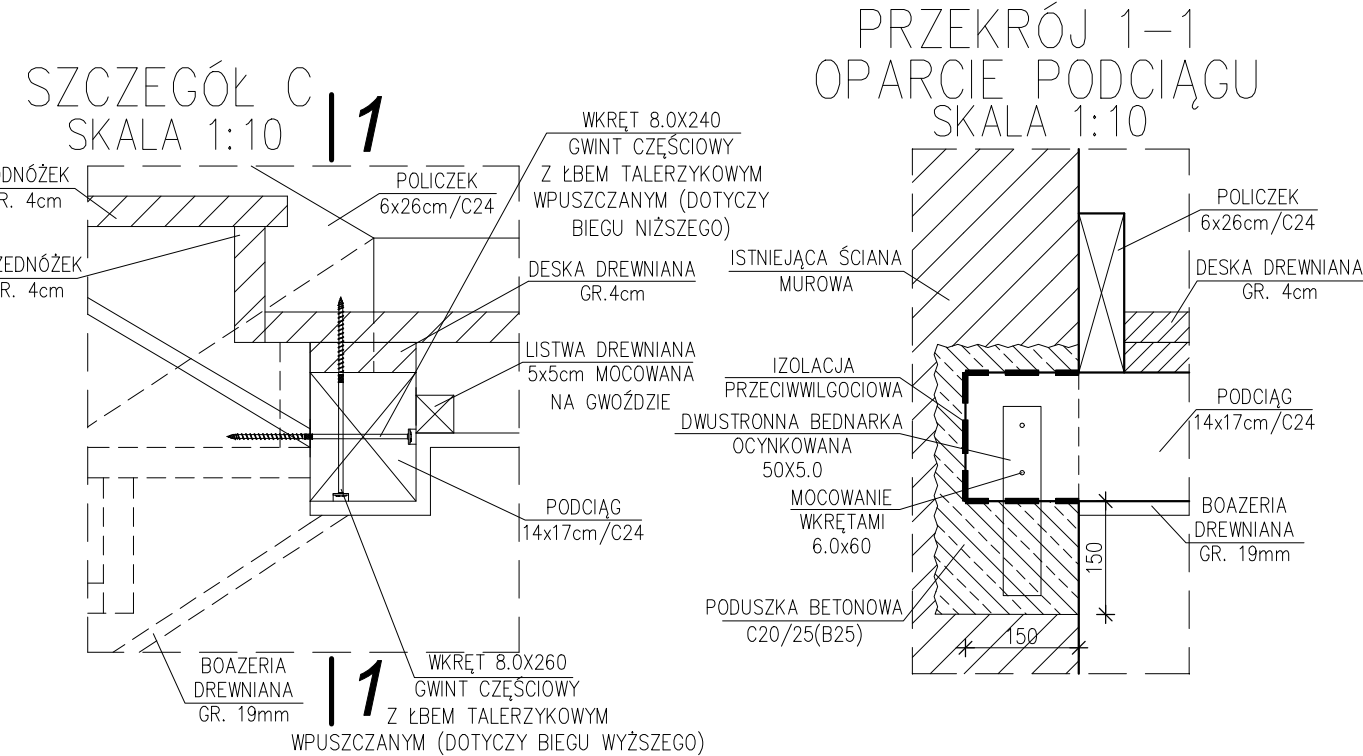 SZCZEGÓŁ C
SKALA 1:10
1
DNÓŻEK
R. 4cm
ZEDNÓŻEK
R. 4cm
POLICZEK
6x26cm/C24
WKRĘT 8.0X240
GWINT CZĘŚCIOWY
Z ŁBEM TALERZYKOWYM
WPUSZCZANYM (DOTYCZY
BIEGU NIŻSZEGO)
DESKA DREWNIANA
GR.4cm
LISTWA DREWNIANA
5x5cm MOCOWANA
NA GWOŹDZIE
PODCIĄG
14x17cm/C24
BOAZERIA
DREWNIANA
GR. 19mm
1
WKRĘT 8.0X260
GWINT CZĘŚCIOWY
Z ŁBEM TALERZYKOWYM
WPUSZCZANYM (DOTYCZY BIEGU WYŻSZEGO)
PRZEKRÓJ 1-1
OPARCIE PODCIĄGU
SKALA 1:10
ISTNIEJĄCA ŚCIANA
MUROWA
IZOLACJA
PRZECIWWILGOCIOWA
DWUSTRONNA BEDNARKA
OCYNKOWANA
50X5.0
MOCOWANIE
WKRĘTAMI
6.0x60
PODUSZKA BETONOWA
C20/25(B25)
POLICZEK
6x26cm/C24
DESKA DREWNIANA
GR. 4cm
PODCIĄG
14x17cm/C24
BOAZERIA
DREWNIANA
GR. 19mm
150
150